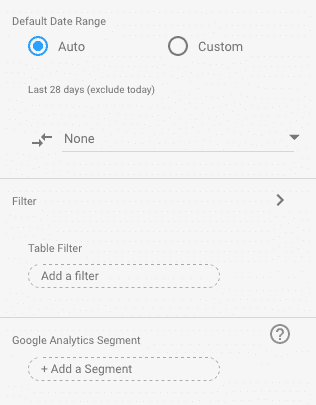 Default Date Range
Auto
Custom
Last 28 days (exclude today)
None
Filter
Table Filter
Add a filter
Google Analytics Segment
?
+ Add a Segment